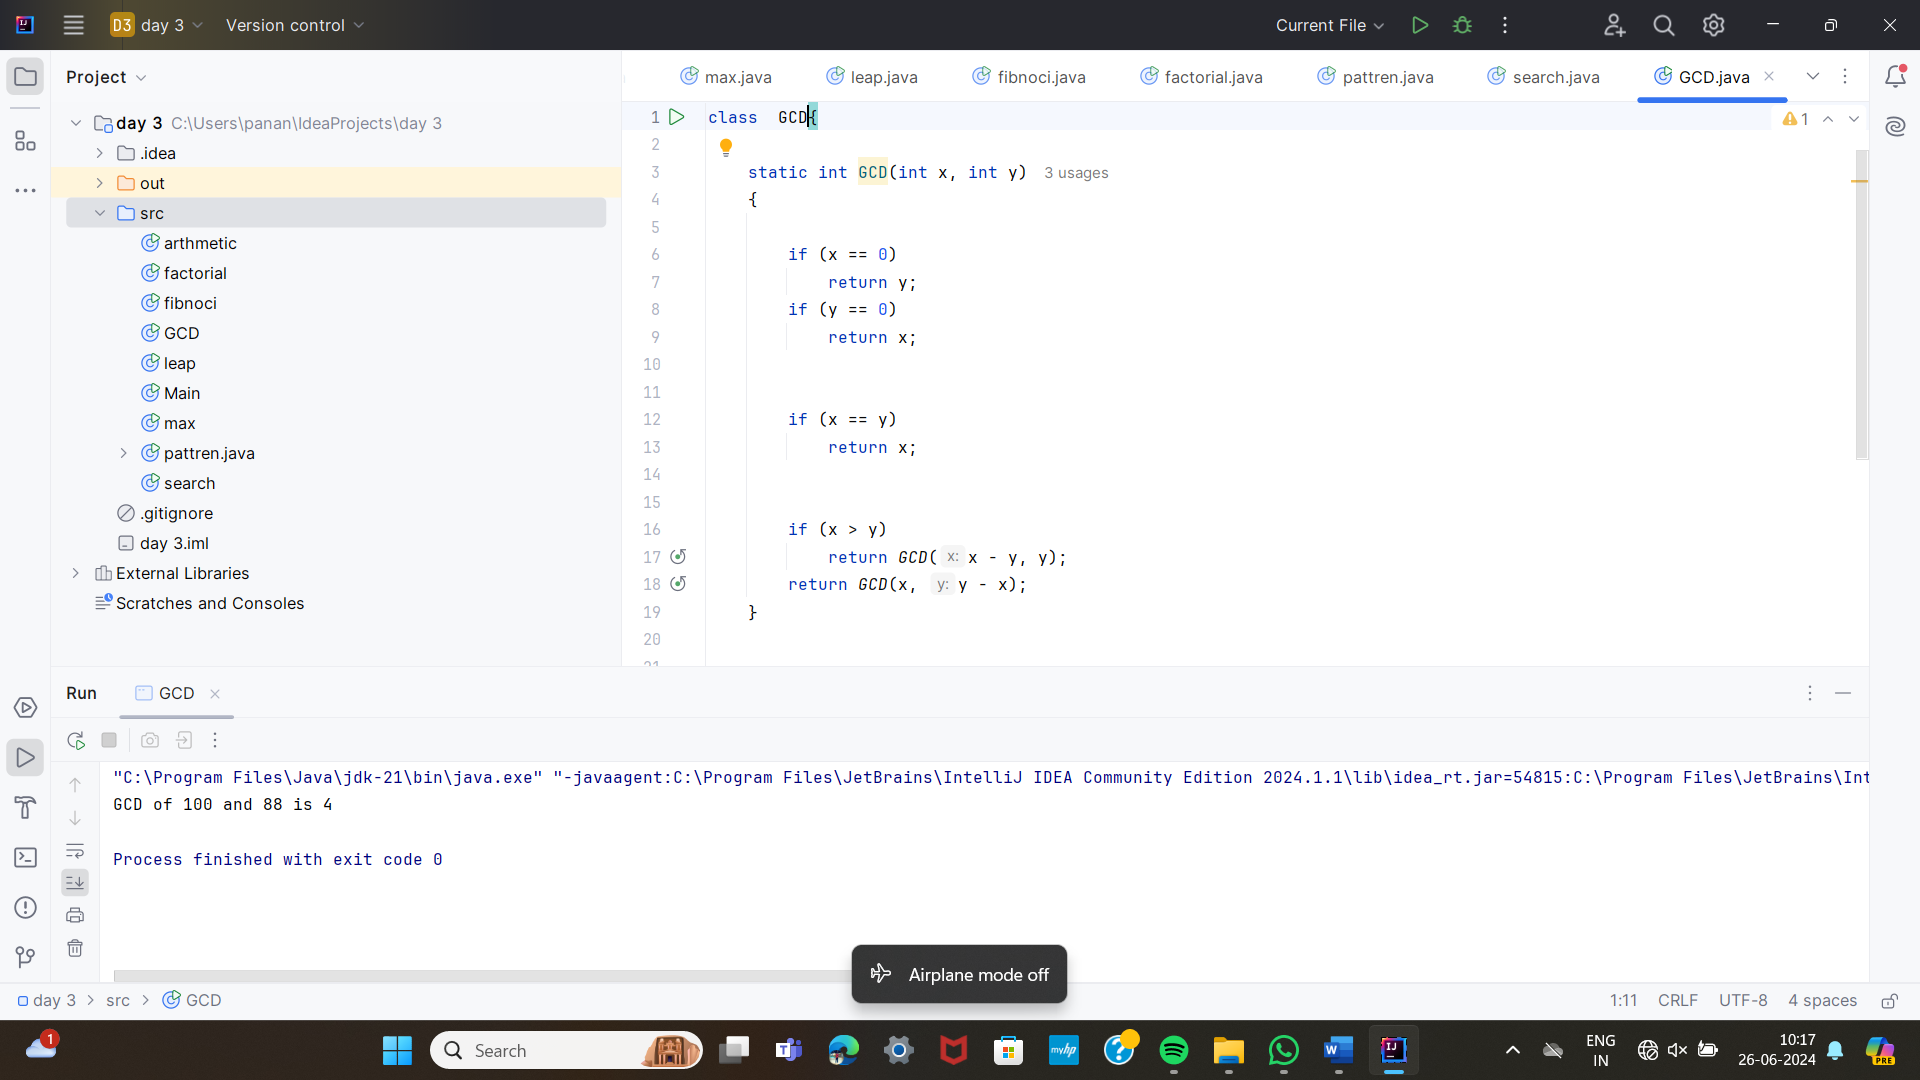 D3 day 3 Version control Current File
Project
max.java leap.java fibnoci.java factorial.java pattren.java search.java GCD.java
day 3 C:\Users\panan\IdeaProjects\day 3
.idea
out
src
arthmetic
factorial
fibnoci
GCD
leap
Main
max
pattren.java
search
.gitignore
day 3.iml
External Libraries
Scratches and Consoles
1 class  GCD{
1
2
3 static int GCD(int x, int y) 3 usages
4 {
5
6 if (x == 0)
7 return y;
8 if (y == 0)
9 return x;
10
11
12 if (x == y)
13 return x;
14
15
16 if (x > y)
17 return GCD( x: x - y, y);
18 return GCD(x, y: y - x);
19 }
20
21
Run GCD
"C:\Program Files\Java\jdk-21\bin\java.exe" "-javaagent:C:\Program Files\JetBrains\IntelliJ IDEA Community Edition 2024.1.1\lib\idea_rt.jar=54815:C:\Program Files\JetBrains\Int
GCD of 100 and 88 is 4
Process finished with exit code 0
Airplane mode off
day 3 > src > GCD 1:11 CRLF UTF-8 4 spaces
1
Search
myhp
ENG
IN
10:17
26-06-2024
PRE